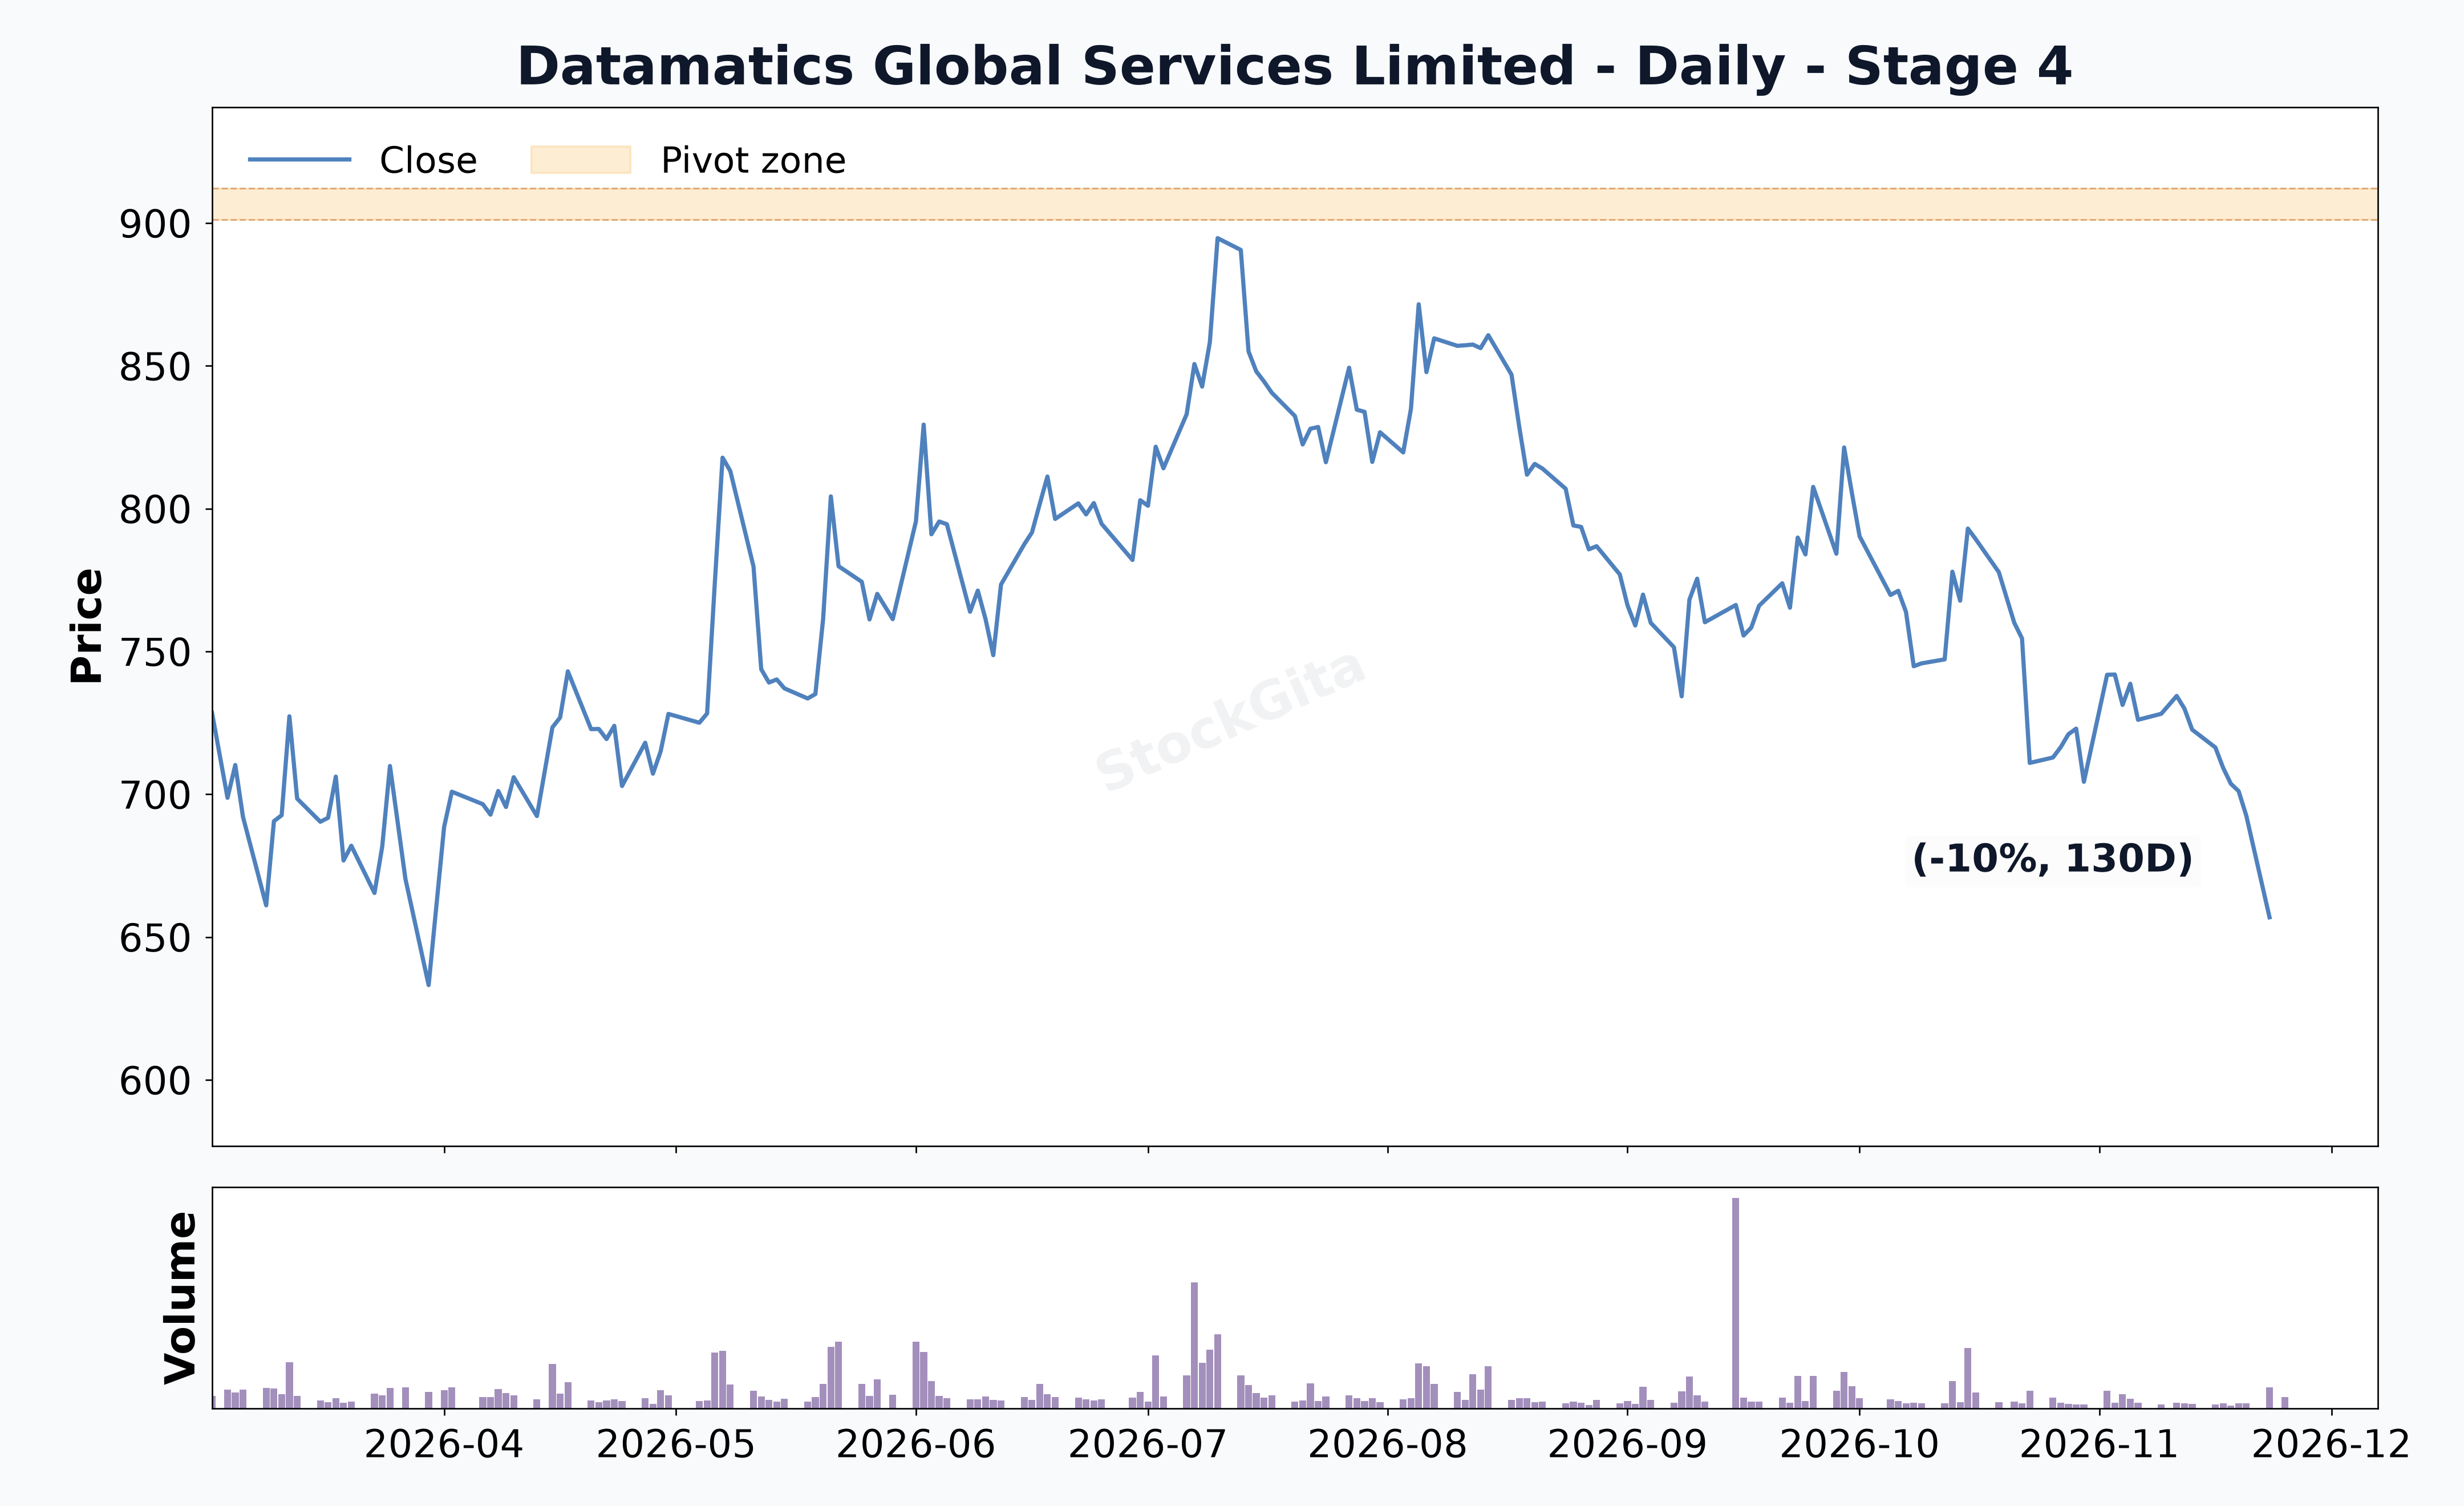 Datamatics Global Services Limited - Daily - Stage 4
Close
Pivot zone
900
850
800
750
700
650
600
Price
StockGita
(-10%, 130D)
Volume
2026-04
2026-05
2026-06
2026-07
2026-08
2026-09
2026-10
2026-11
2026-12